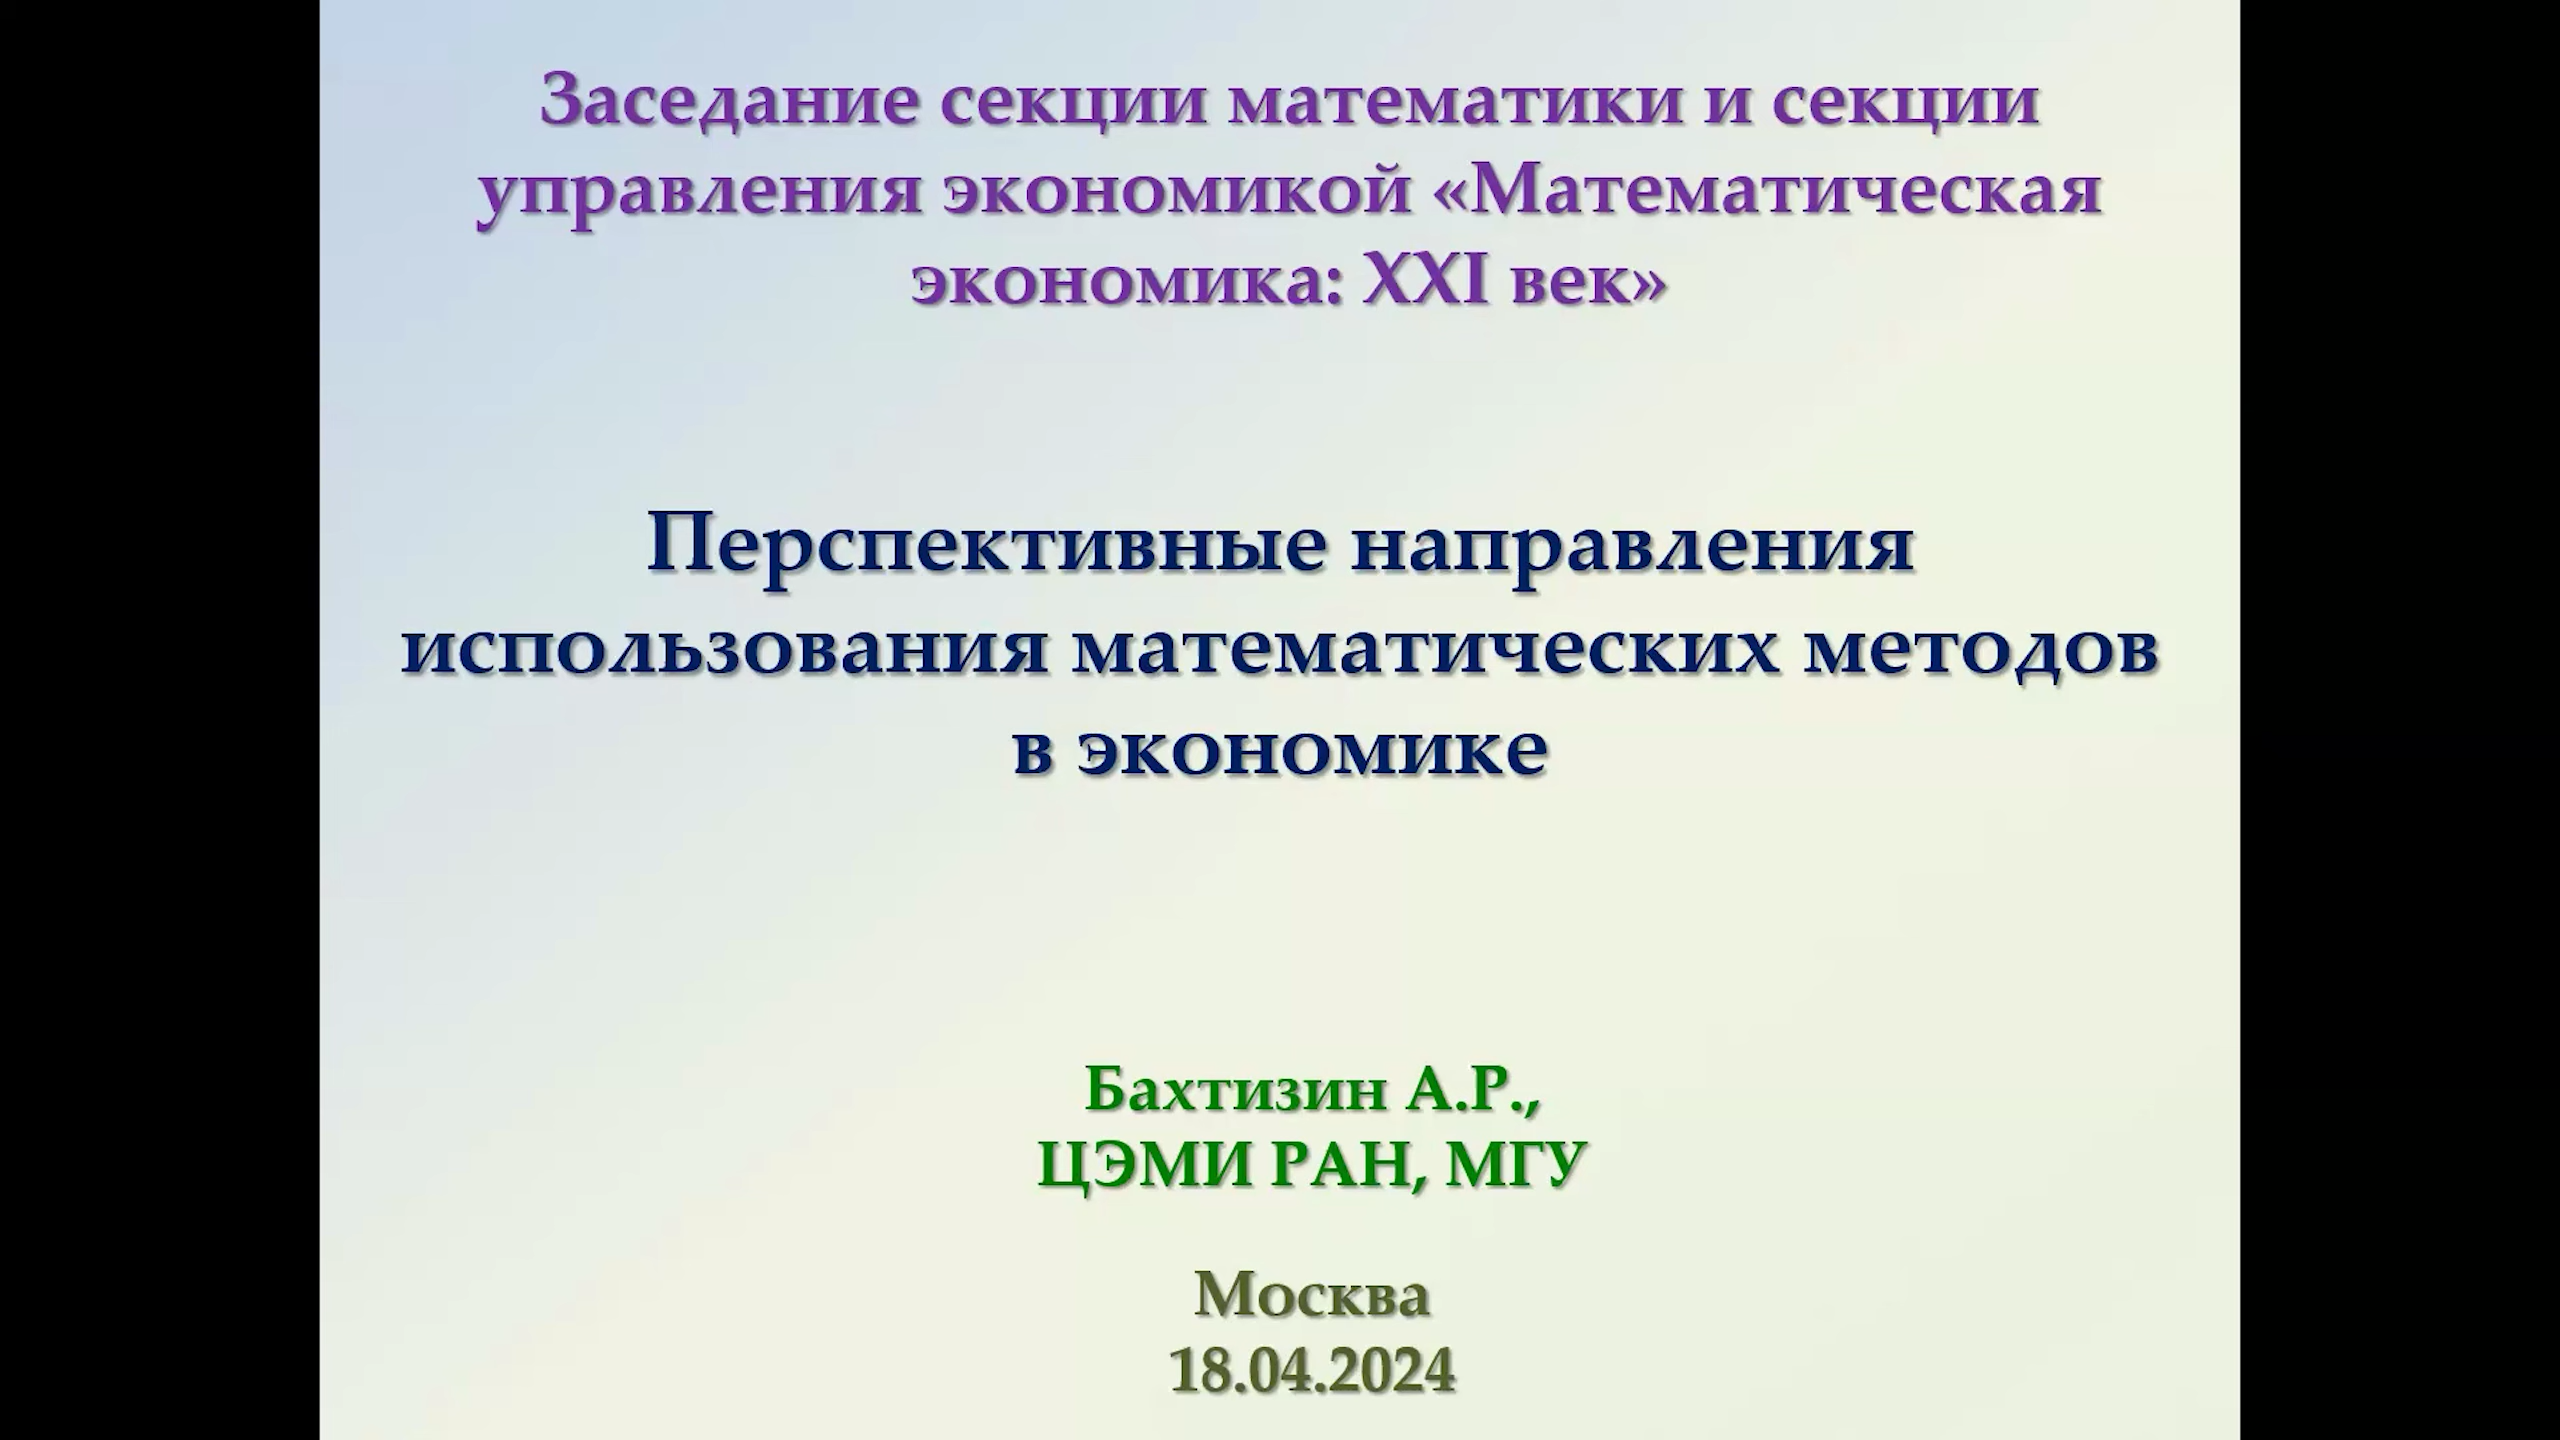 Заседание секции математики и секции
управления экономикой «Математическая
экономика: XXI век»
Перспективные направления
использования математических методов
в экономике
Бахтизин А.Р.,
ЦЭМИ РАН, МГУ
Москва
18.04.2024